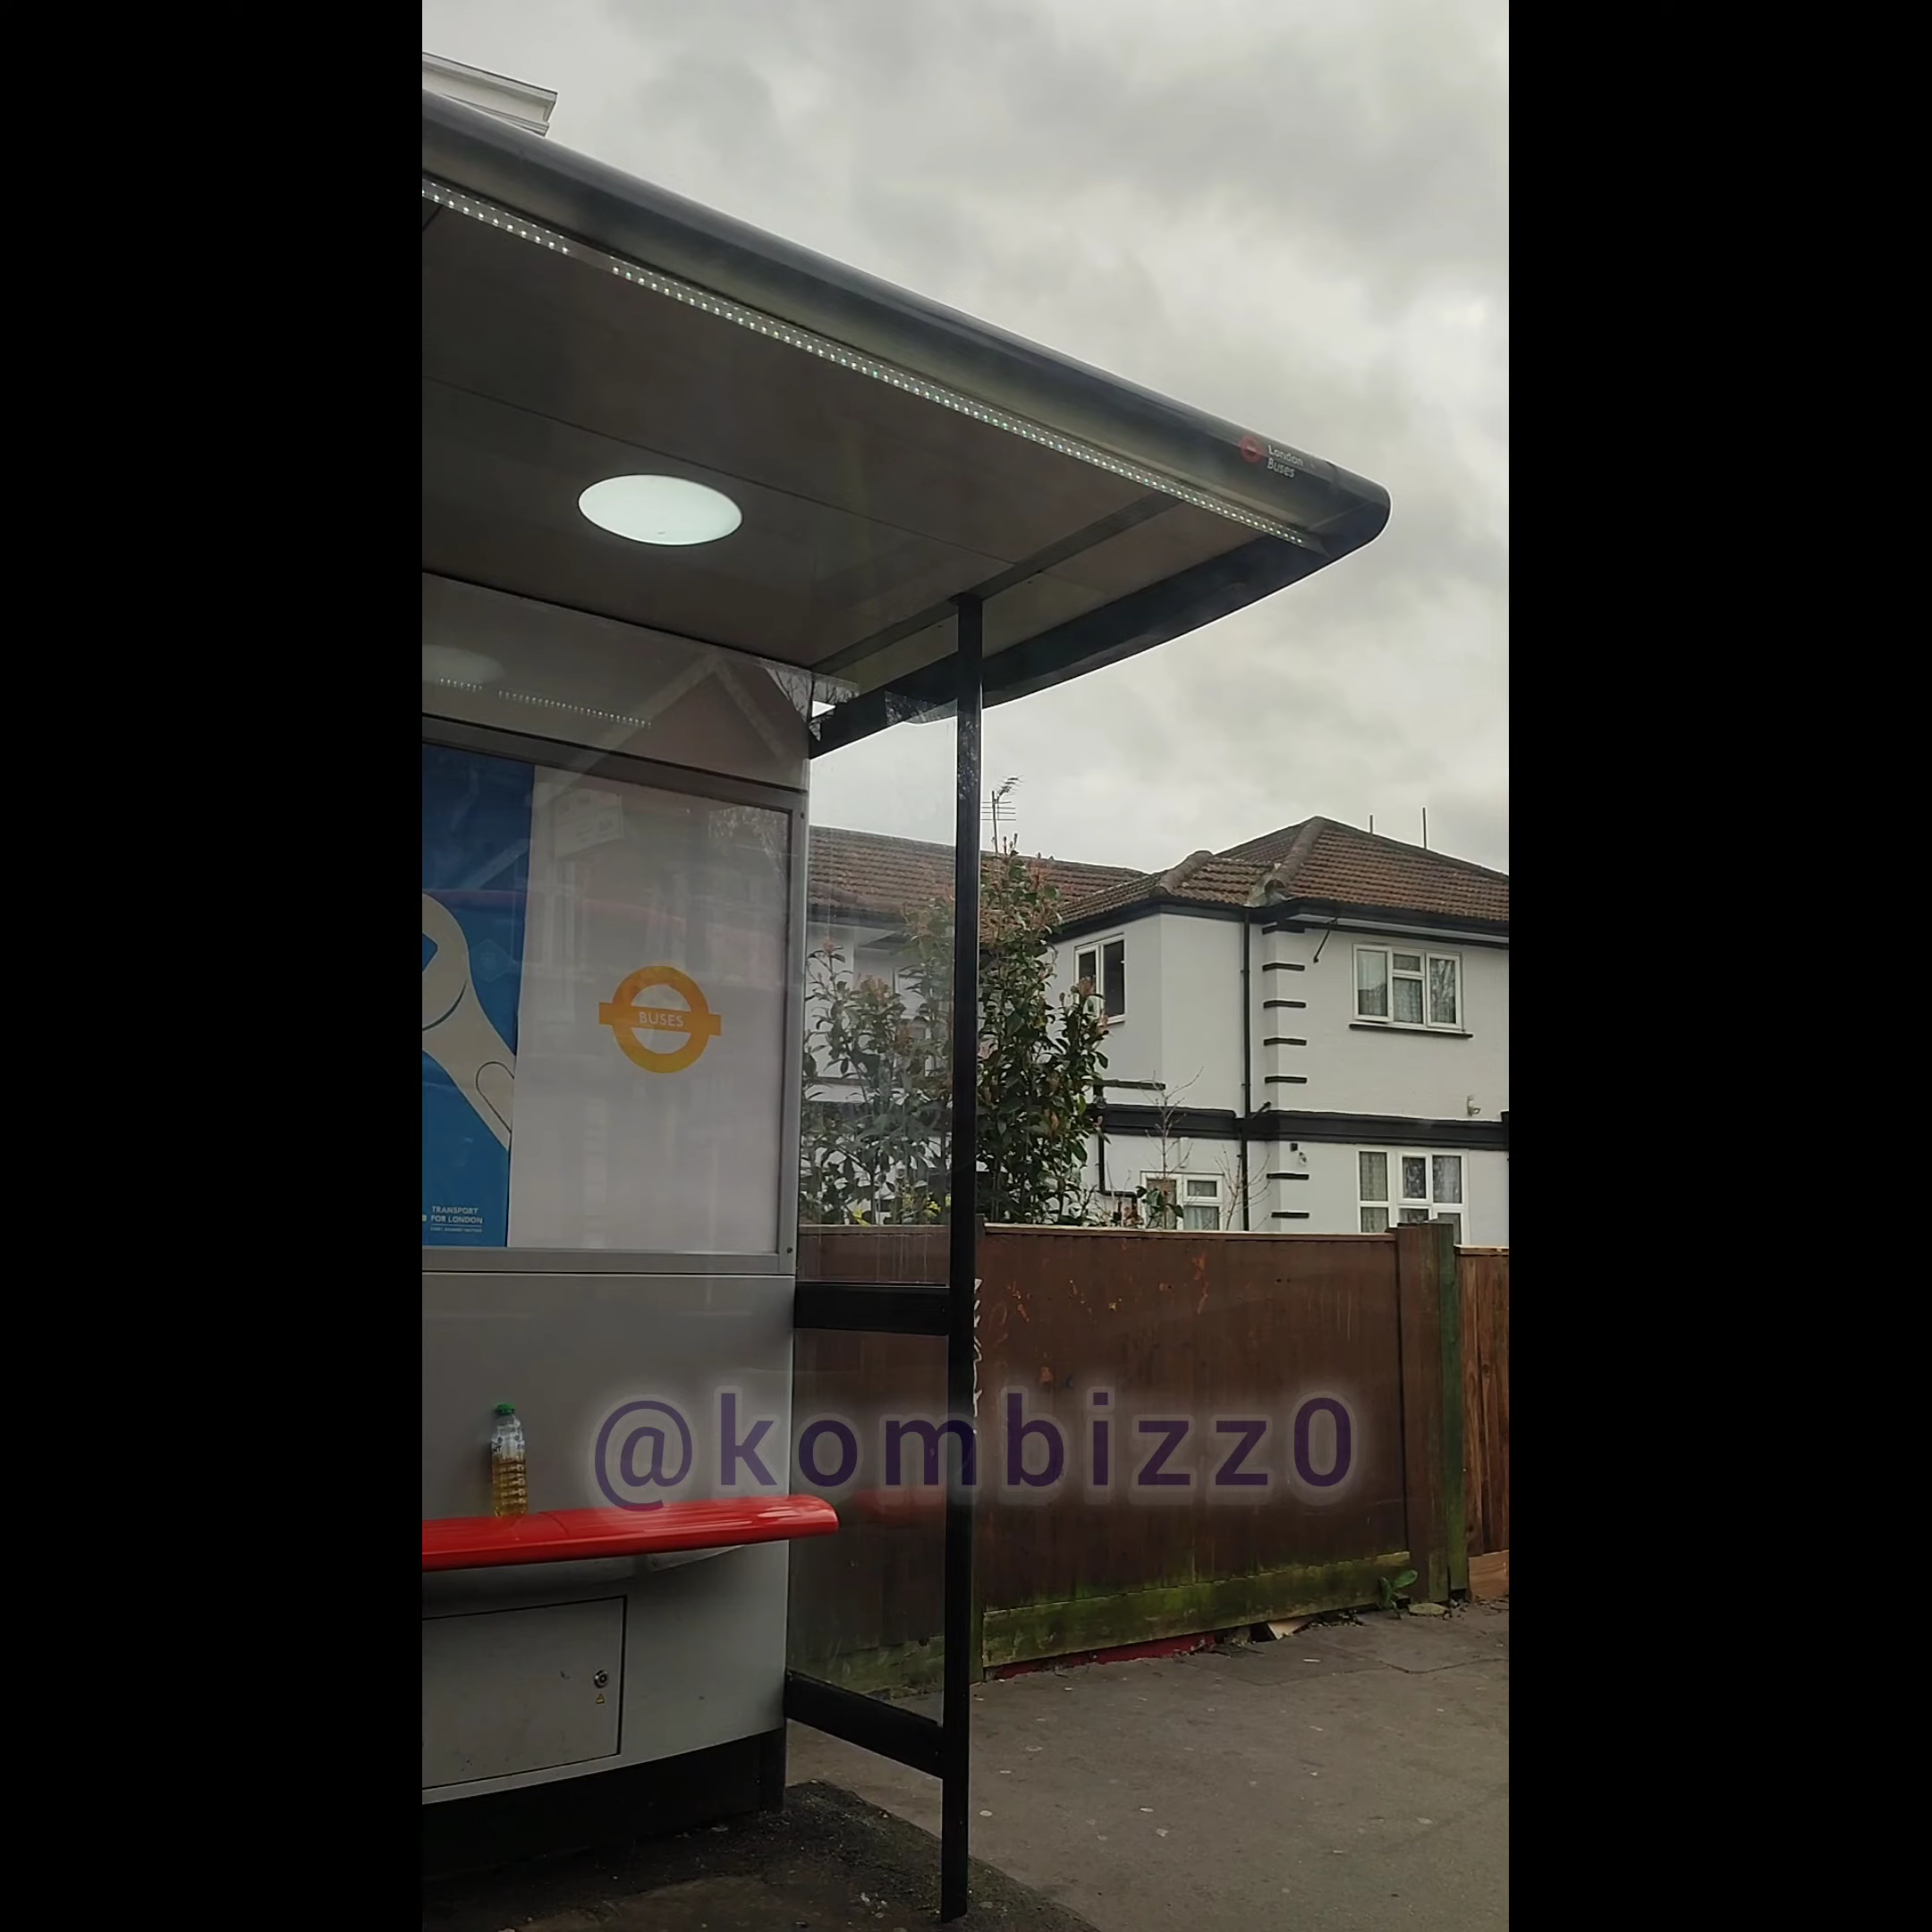 London
Buses
BUSES
TRANSPORT
FOR LONDON
@kombizz0